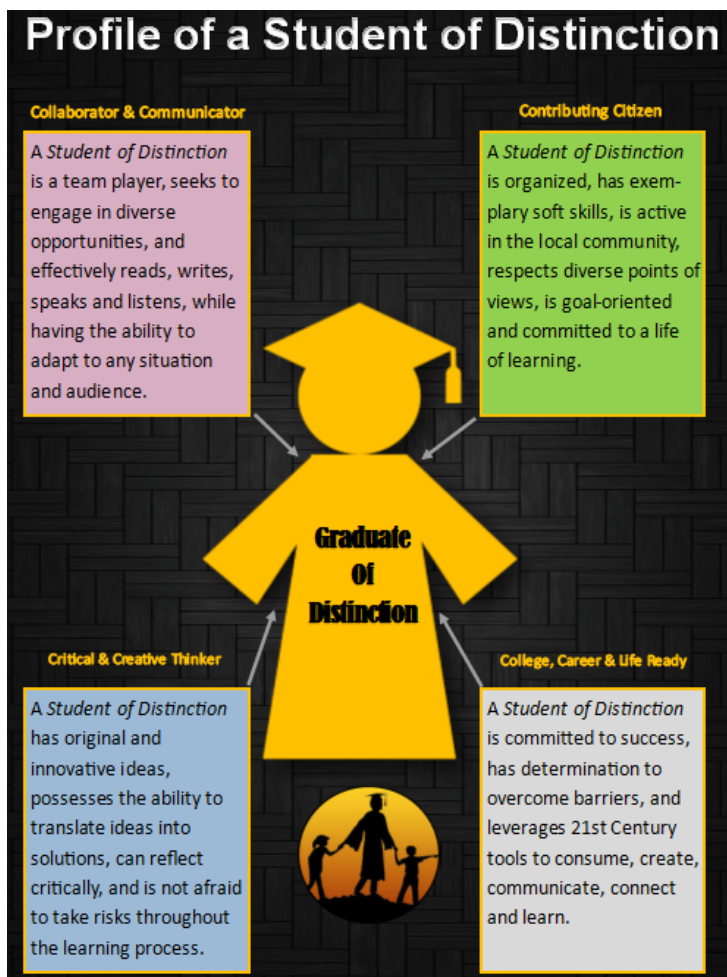 Profile of a Student of Distinction
Collaborator & Communicator
A Student of Distinction
is a team player, seeks to
engage in diverse
opportunities, and
effectively reads, writes,
speaks and listens, while
having the ability to
adapt to any situation
and audience.
Contributing Citizen
A Student of Distinction
is organized, has exem-
plary soft skills, is active
in the local community,
respects diverse points of
views, is goal-oriented
and committed to a life
of learning.
Graduate
Of
Distinction
Critical & Creative Thinker
A Student of Distinction
has original and
innovative ideas,
possesses the ability to
translate ideas into
solutions, can reflect
critically, and is not afraid
to take risks throughout
the learning process.
College, Career & Life Ready
A Student of Distinction
is committed to success,
has determination to
overcome barriers, and
leverages 21st Century
tools to consume, create,
communicate, connect
and learn.